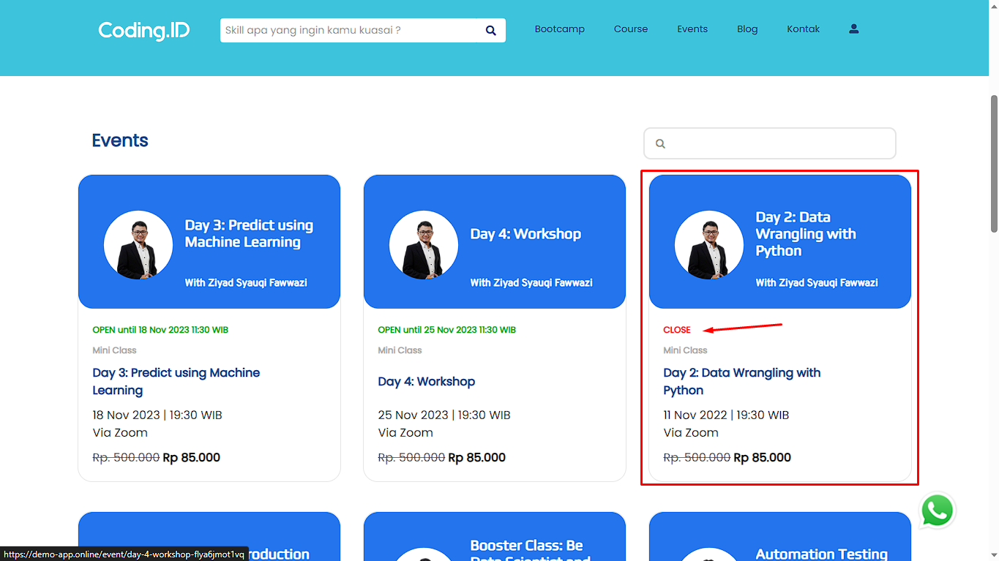 Coding.ID
Skill apa yang ingin kamu kuasai ?
Bootcamp
Course
Events
Blog
Kontak
Events
Day 3: Predict using
Machine Learning
With Ziyad Syauqi Fawwazi
OPEN until 18 Nov 2023 11:30 WIB
Mini Class
Day 3: Predict using Machine
Learning
18 Nov 2023 | 19:30 WIB
Via Zoom
Rp. 500.000 Rp 85.000
Day 4: Workshop
With Ziyad Syauqi Fawwazi
OPEN until 25 Nov 2023 11:30 WIB
Mini Class
Day 4: Workshop
25 Nov 2023 | 19:30 WIB
Via Zoom
Rp. 500.000 Rp 85.000
Day 2: Data
Wrangling with
Python
With Ziyad Syauqi Fawwazi
CLOSE
Mini Class
Day 2: Data Wrangling with
Python
11 Nov 2022 | 19:30 WIB
Via Zoom
Rp. 500.000 Rp 85.000
Booster Class: Be
Data Scientist and
Automation Testing
https://demo-app.online/event/day-4-workshop-flya6jmot1vq